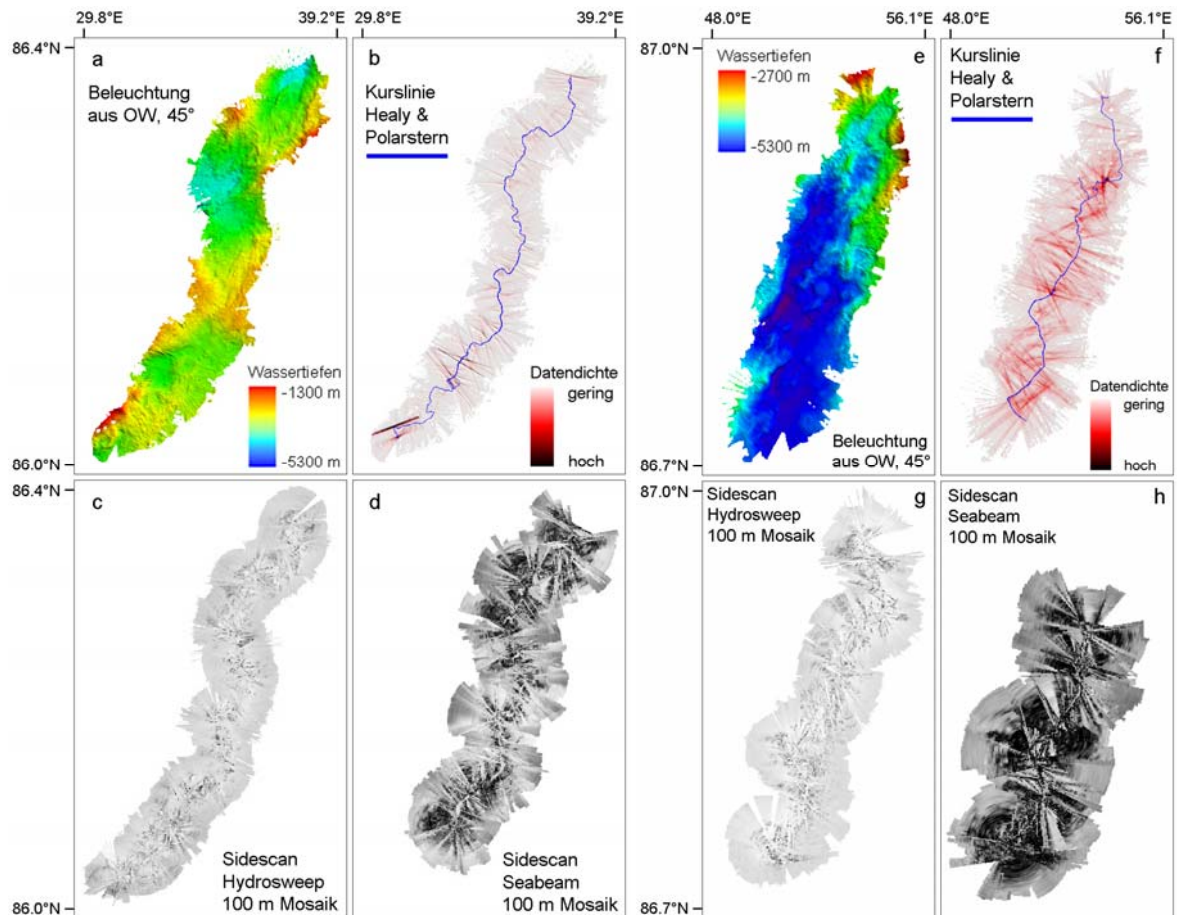 29.8°E
39.2°E
29.8°E
39.2°E
48.0°E
56.1°E
48.0°E
56.1°E
86.4°N
a
Beleuchtung
aus OW, 45°
Wassertiefen
-1300 m
-5300 m
86.0°N
b
Kurslinie
Healy &
Polarstern
Datendichte
gering
hoch
87.0°N
Wassertiefen
-2700 m
-5300 m
e
Beleuchtung
aus OW, 45°
86.7°N
Kurslinie
Healy &
Polarstern
f
Datendichte
gering
hoch
86.4°N
c
Sidescan
Hydrosweep
100 m Mosaik
86.0°N
d
Sidescan
Seabeam
100 m Mosaik
87.0°N
Sidescan
Hydrosweep
100 m Mosaik
g
86.7°N
Sidescan
Seabeam
100 m Mosaik
h